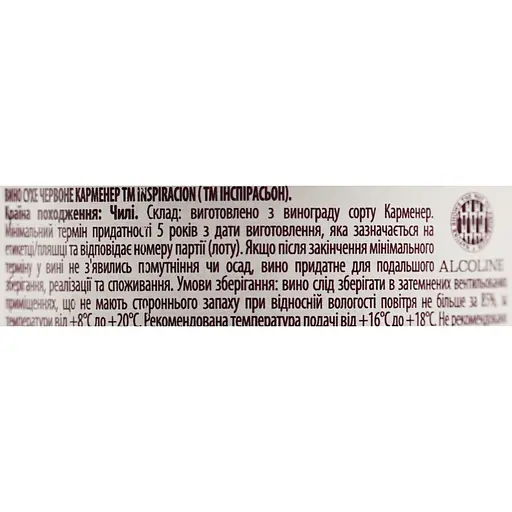 ВИНО СУХЕ ЧЕРВОНЕ КАРМЕНЕР ТМ INSPIRACION ( ТМ ІНСПІРАСЬОН).
Країна походження: Чилі. Склад: виготовлено з винограду сорту Карменер.
Мінімальний термін придатності 5 років з дати виготовлення, яка зазначається на
етикетці/пляшці та відповідає номеру партії (лоту). Якщо після закінчення мінімального
терміну у вині не з'явились помутніння чи осад, вино придатне для подальшого
зберігання, реалізації та споживання. Умови зберігання: вино слід зберігати в затемнених вентильованих
приміщеннях, що не мають стороннього запаху при відносній вологості повітря не більше за 85%, за
температури від +8°С до +20°С. Рекомендована температура подачі від +16°С до +18°С. Не рекомендовано
ALCOLINE